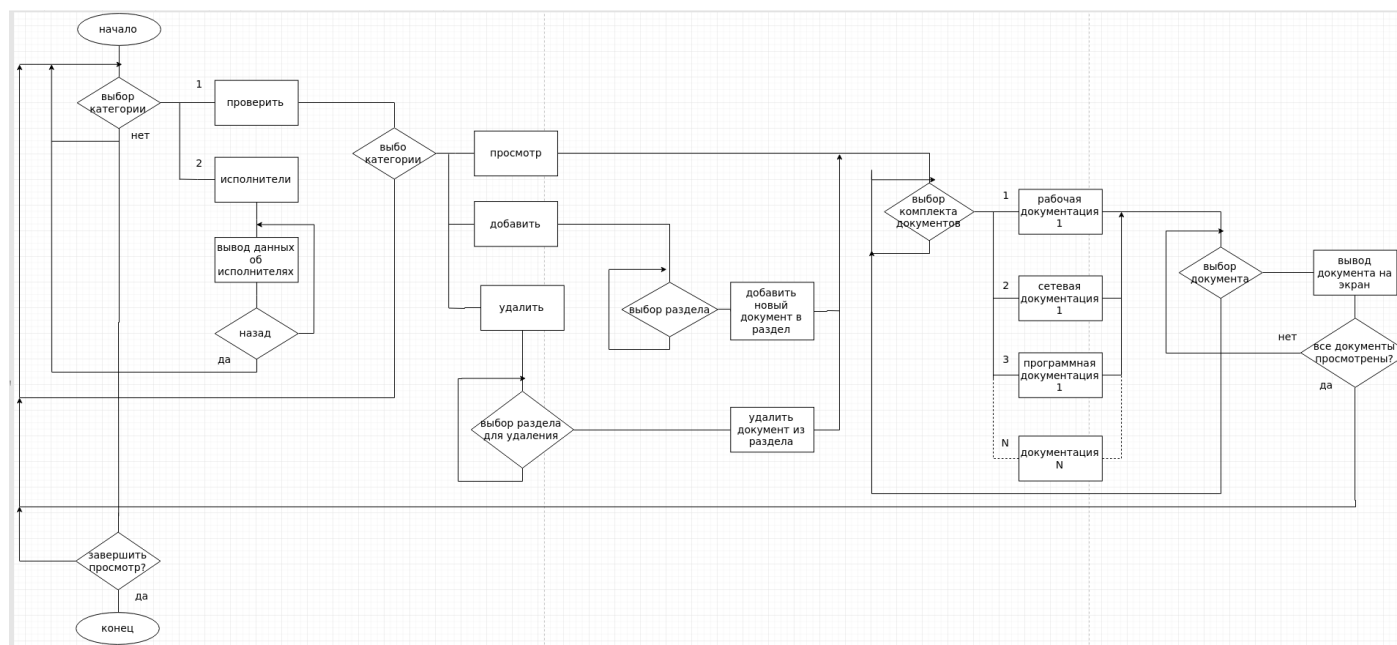 начало
выбор
категории
нет
1
проверить
2
исполнители
вывод данных
об
исполнителях
назад
да
выбо
категории
просмотр
добавить
удалить
выбор раздела
добавить
новый
документ в
раздел
выбор раздела
для удаления
удалить
документ из
раздела
выбор
комплекта
документов
1
рабочая
документация
1
2
сетевая
документация
1
3
программная
документация
1
N
документация
N
выбор
документа
вывод
документа на
экран
нет
все документы
просмотрены?
да
завершить
просмотр?
да
конец